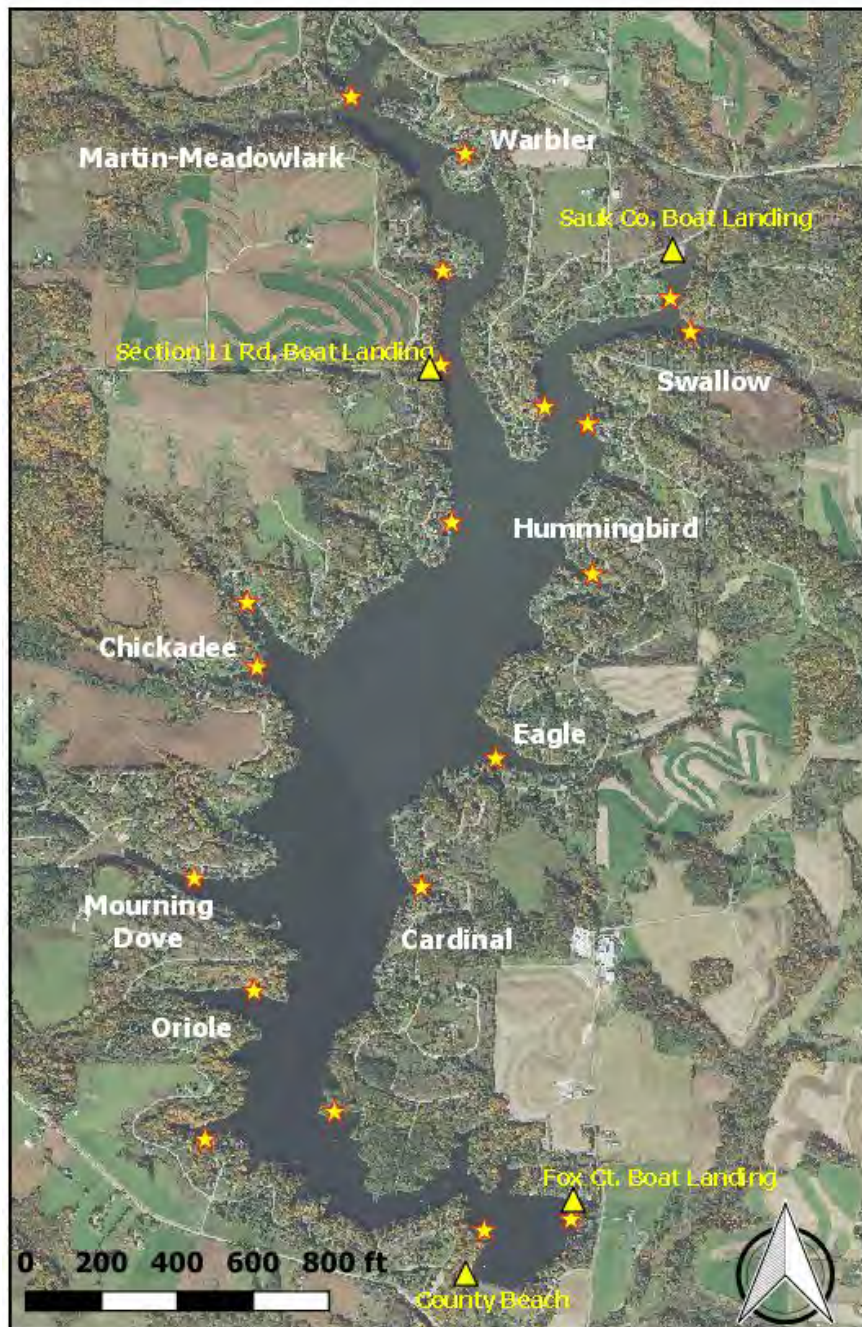 Warbler
Martin-Meadowlark
Sauk Co. Boat Landing
Section 11 Rd. Boat Landing
Swallow
Hummingbird
Chickadee
Eagle
Mourning
Dove
Cardinal
Oriole
Fox Ct. Boat Landing
0 200 400 600 800 ft
County Beach